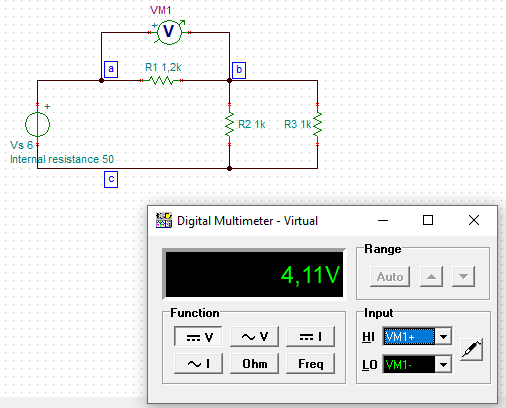 VM1
+
V
a
R1 1,2k
b
+
R2 1k
R3 1k
Vs 6
Internal resistance 50
c
Digital Multimeter - Virtual
4,11V
Range
Auto
Function
V
V
I
I
Ohm
Freq
Input
HI
VM1+
LO
VM1-